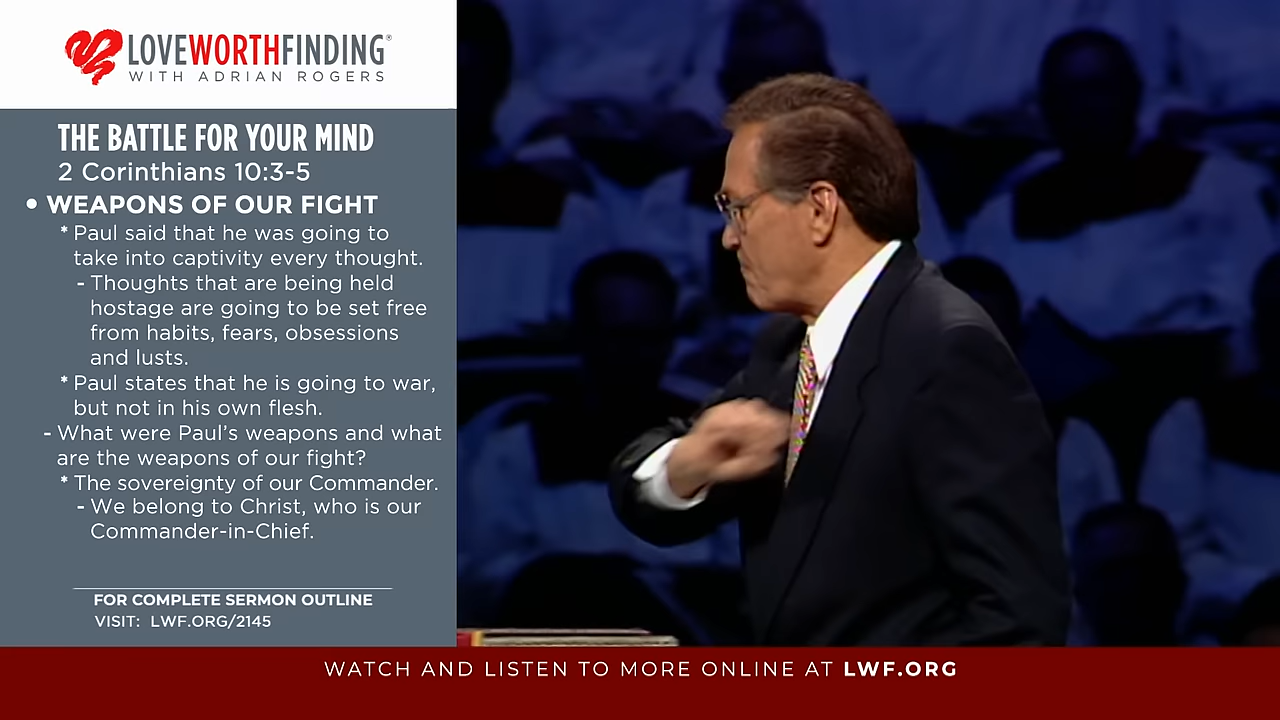 LOVEWORTHFINDING®
WITH ADRIAN ROGERS
THE BATTLE FOR YOUR MIND
2 Corinthians 10:3-5
• WEAPONS OF OUR FIGHT
* Paul said that he was going to
take into captivity every thought.
- Thoughts that are being held
hostage are going to be set free
from habits, fears, obsessions
and lusts.
* Paul states that he is going to war,
but not in his own flesh.
- What were Paul's weapons and what
are the weapons of our fight?
* The sovereignty of our Commander.
- We belong to Christ, who is our
Commander-in-Chief.
FOR COMPLETE SERMON OUTLINE
VISIT: LWF.ORG/2145
WATCH AND LISTEN TO MORE ONLINE AT LWF.ORG